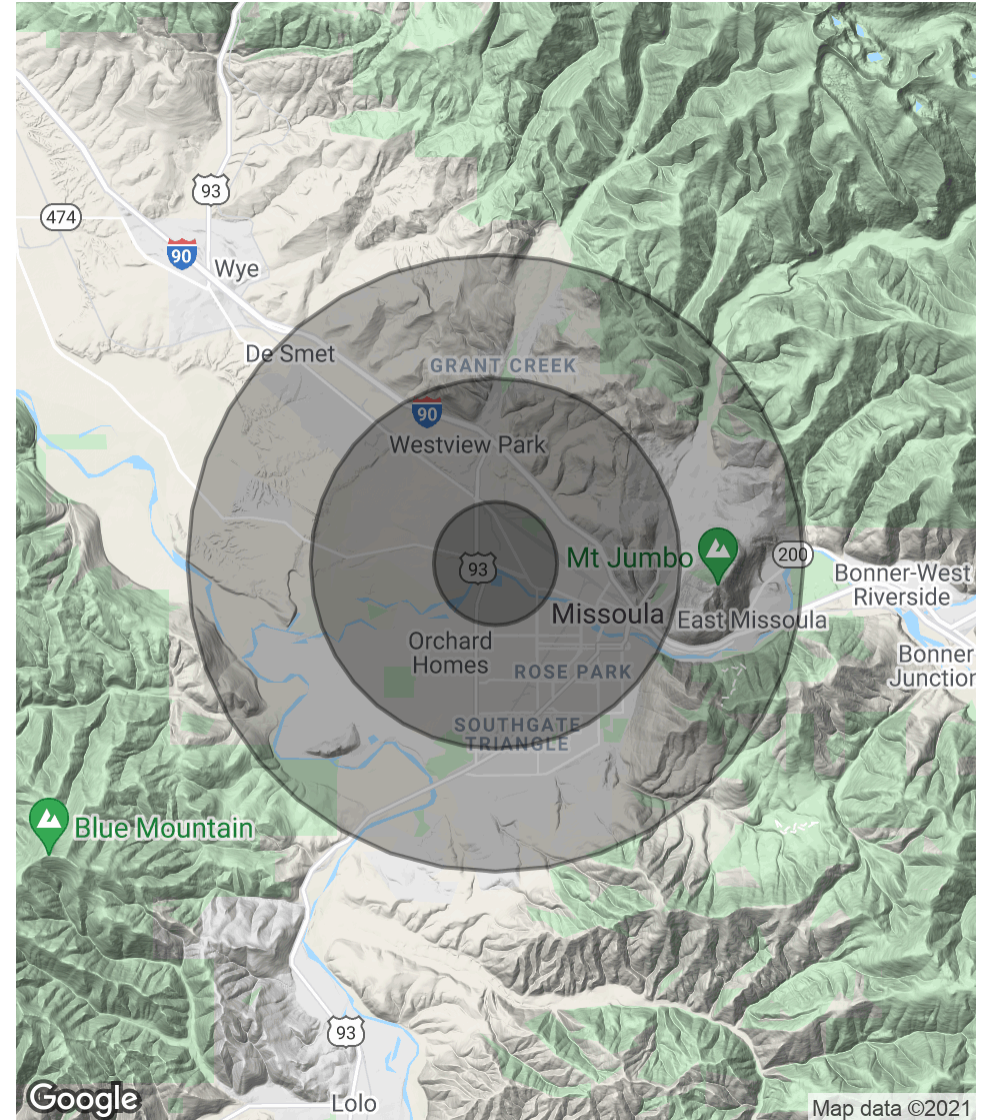 93
474
90
Wye
De Smet
GRANT CREEK
90
Westview Park
93
Mt Jumbo
200
Bonner-West
Riverside
Missoula
East Missoula
Orchard
Homes
ROSE PARK
Bonner
Junction
SOUTHGATE
TRIANGLE
Blue Mountain
93
Lolo
Google
Map data ©2021